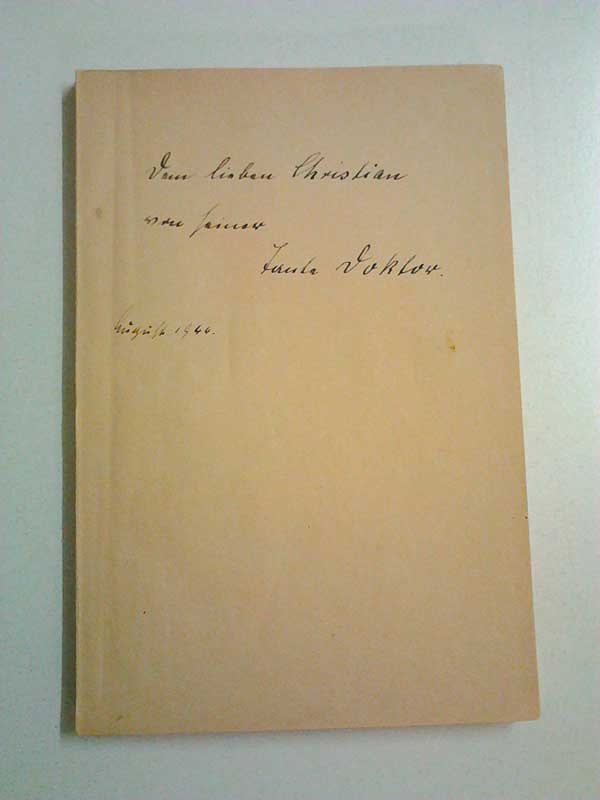 Dem lieben Christian
von seiner
Tante Doktor.
August 1944.